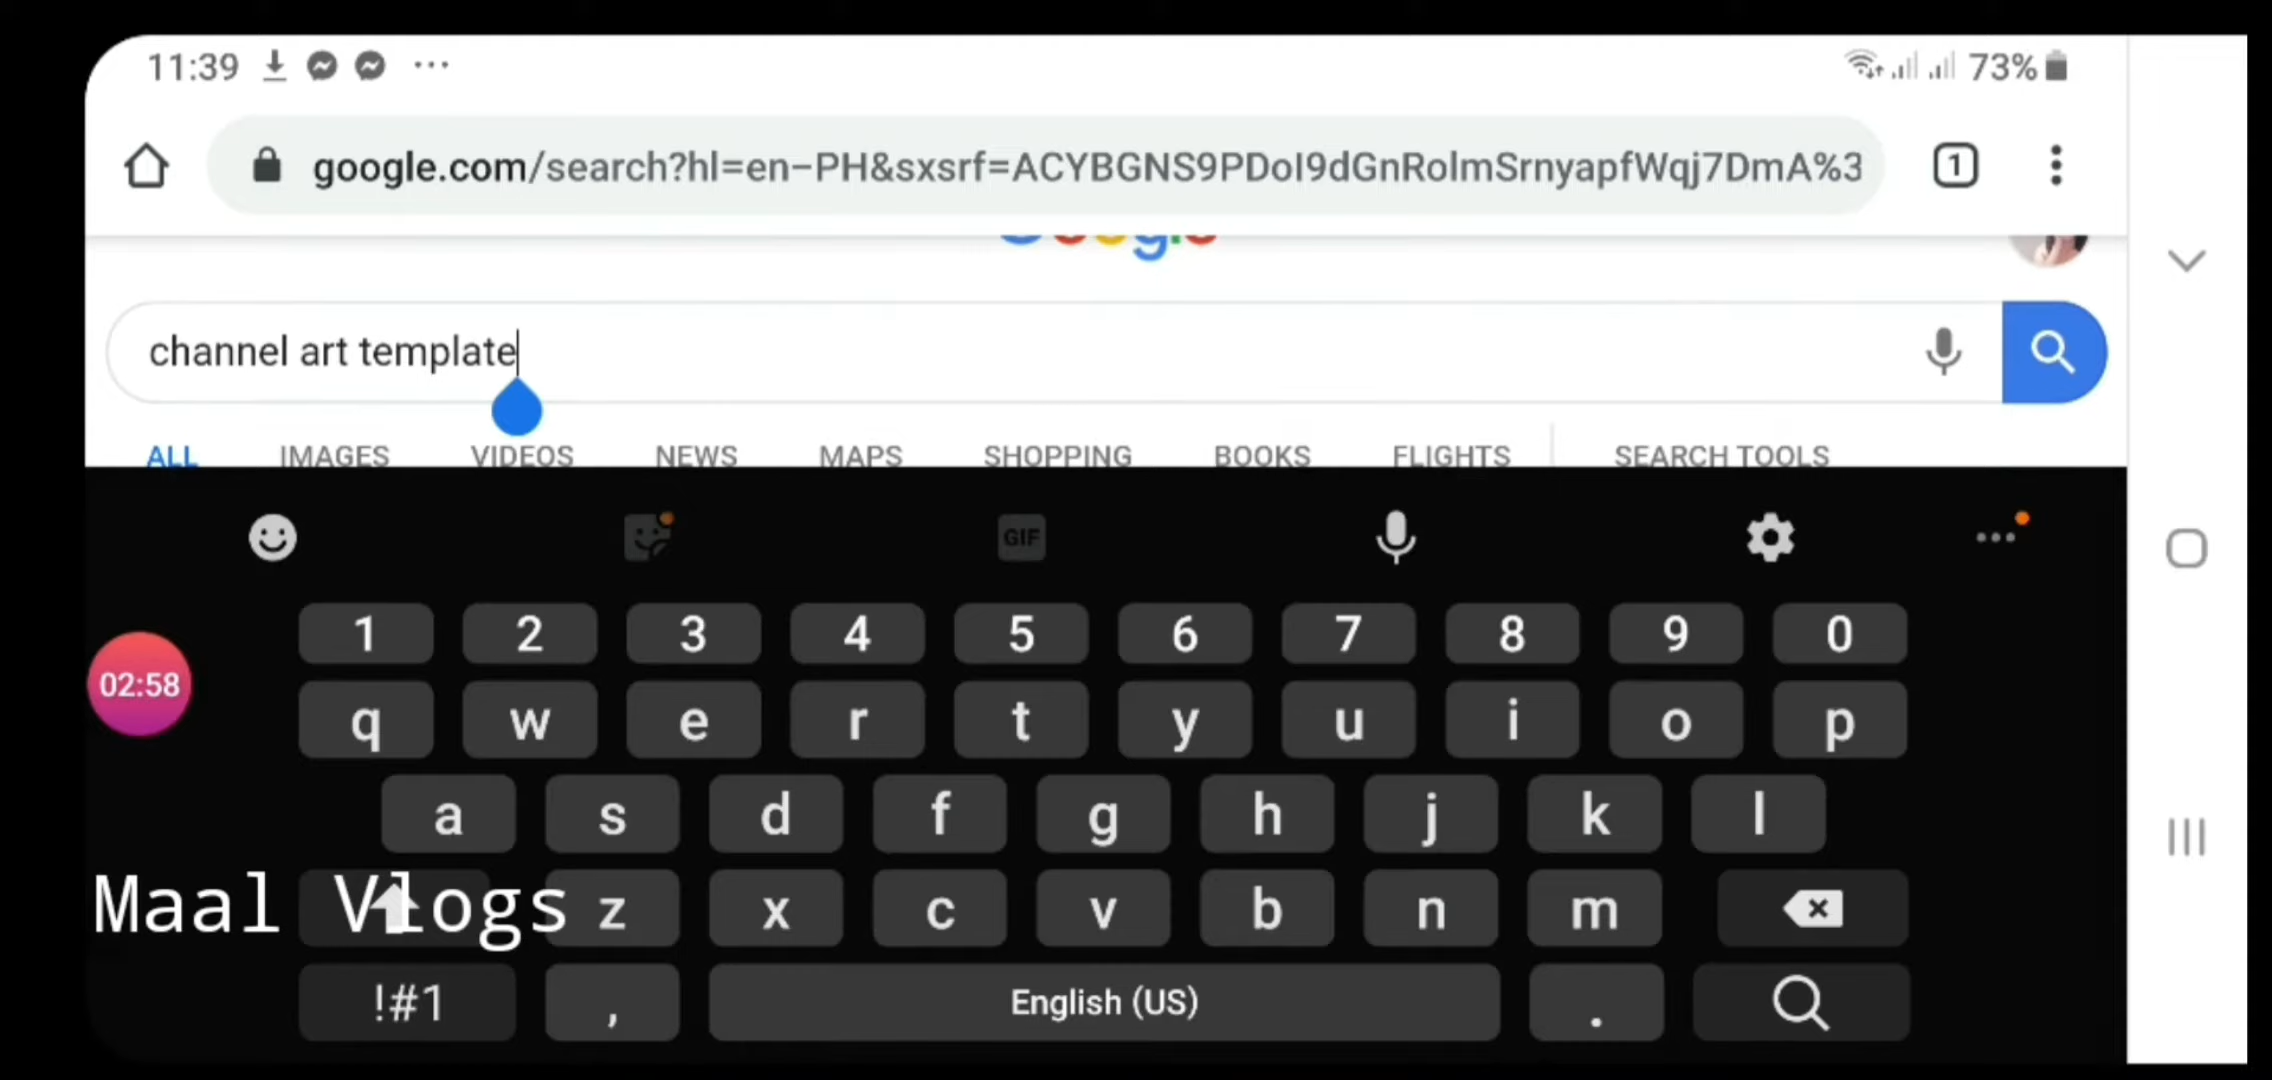 11:39 73%
google.com/search?hl=en-PH&sxsrf=ACYBGNS9PDoI9dGnRolmSrnyapfWqj7DmA%3
1
Google
channel art template
ALL IMAGES VIDEOS NEWS MAPS SHOPPING BOOKS FLIGHTS SEARCH TOOLS
GIF
1 2 3 4 5 6 7 8 9 0
02:58
q w e r t y u i o p
a s d f g h j k l
Maal Vlogs
z x c v b n m
!#1 , English (US) .